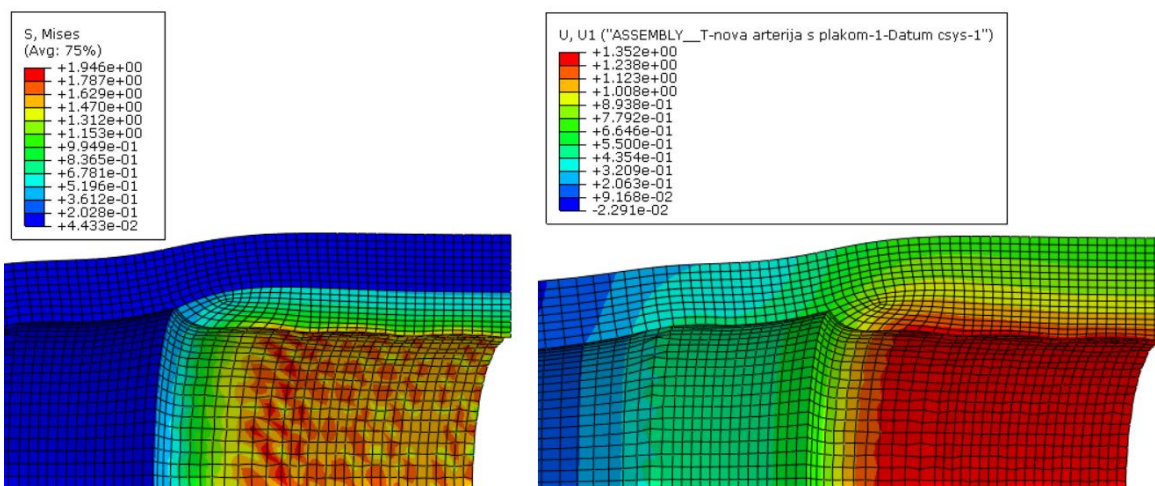 S, Mises
(Avg: 75%)
+1.946e+00
+1.787e+00
+1.629e+00
+1.470e+00
+1.312e+00
+1.153e+00
+9.949e-01
+8.365e-01
+6.781e-01
+5.196e-01
+3.612e-01
+2.028e-01
+4.433e-02
U, U1 ("ASSEMBLY__T-nova arterija s plakom-1-Datum csys-1")
+1.352e+00
+1.238e+00
+1.123e+00
+1.008e+00
+8.938e-01
+7.792e-01
+6.646e-01
+5.500e-01
+4.354e-01
+3.209e-01
+2.063e-01
+9.168e-02
-2.291e-02